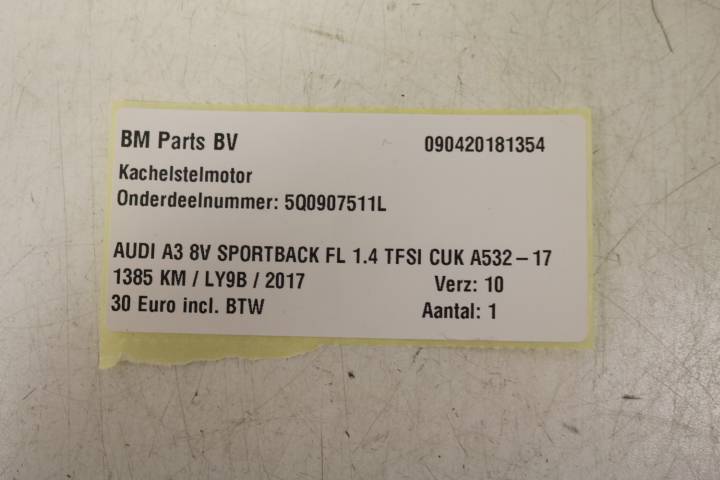 BM Parts BV 090420181354
Kachelstelmotor
Onderdeelnummer: 5Q0907511L
AUDI A3 8V SPORTBACK FL 1.4 TFSI CUK A532-17
1385 KM / LY9B / 2017 Verz: 10
30 Euro incl. BTW Aantal: 1